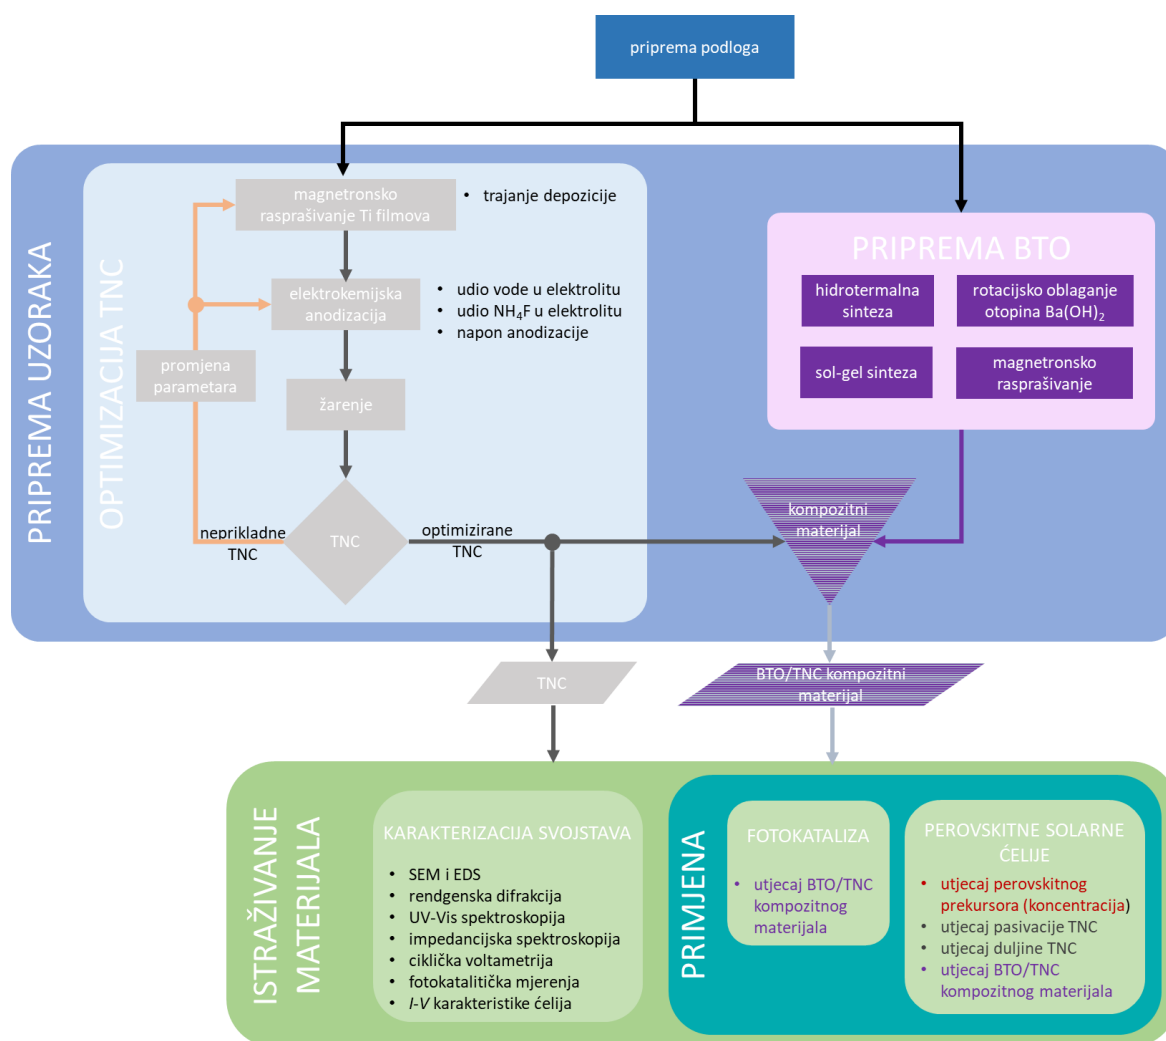 priprema podloga
PRIPREMA UZORAKA
OPTIMIZACIJA TNC
magnetronsko
rasprašivanje Ti filmova
• trajanje depozicije
elektrokemijska
anodizacija
• udio vode u elektrolitu
• udio NH₄F u elektrolitu
• napon anodizacije
promjena
parametara
žarenje
neprikladne
TNC
TNC
optimizirane
TNC
PRIPREMA BTO
hidrotermalna
sinteza
rotacijsko oblaganje
otopina Ba(OH)₂
sol-gel sinteza
magnetronsko
rasprašivanje
kompozitni
materijal
TNC
BTO/TNC kompozitni
materijal
ISTRAŽIVANJE
MATERIJALA
KARAKTERIZACIJA SVOJSTAVA
• SEM i EDS
• rendgenska difrakcija
• UV-Vis spektroskopija
• impedancijska spektroskopija
• ciklička voltametrija
• fotokatalitička mjerenja
• I-V karakteristike ćelija
PRIMJENA
FOTOKATALIZA
• utjecaj BTO/TNC
kompozitnog
materijala
PEROVSKITNE SOLARNE
ĆELIJE
• utjecaj perovskitnog
prekursora (koncentracija)
• utjecaj pasivacije TNC
• utjecaj duljine TNC
• utjecaj BTO/TNC
kompozitnog materijala